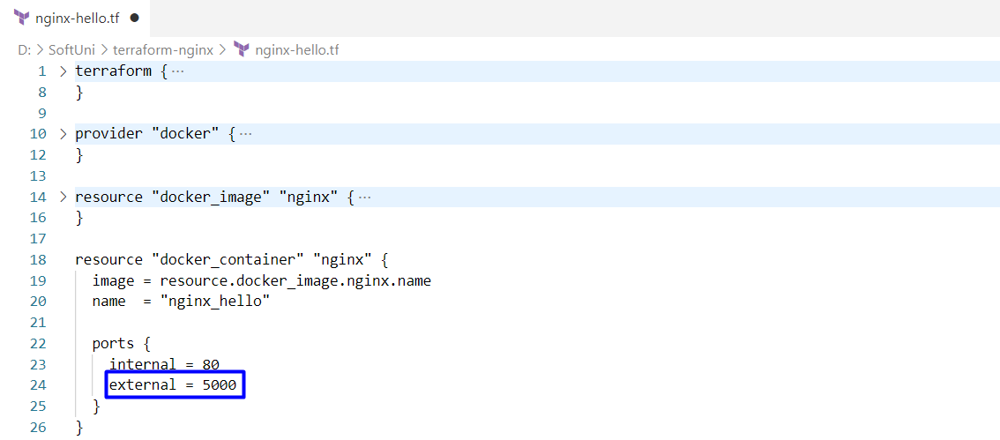 nginx-hello.tf ●
D: > SoftUni > terraform-nginx > nginx-hello.tf
1 > terraform { ···
8 }
9
10 > provider "docker" { ···
12 }
13
14 > resource "docker_image" "nginx" { ···
16 }
17
18 resource "docker_container" "nginx" {
19   image = resource.docker_image.nginx.name
20   name  = "nginx_hello"
21
22   ports {
23     internal = 80
24     external = 5000
25   }
26 }